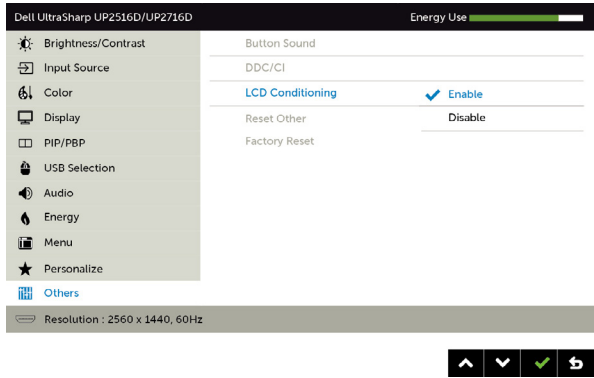 Dell UltraSharp UP2516D/UP2716D
Energy Use
Brightness/Contrast
Button Sound
Input Source
DDC/CI
Color
LCD Conditioning
Enable
Display
Reset Other
Disable
PIP/PBP
Factory Reset
USB Selection
Audio
Energy
Menu
Personalize
Others
Resolution : 2560 x 1440, 60Hz